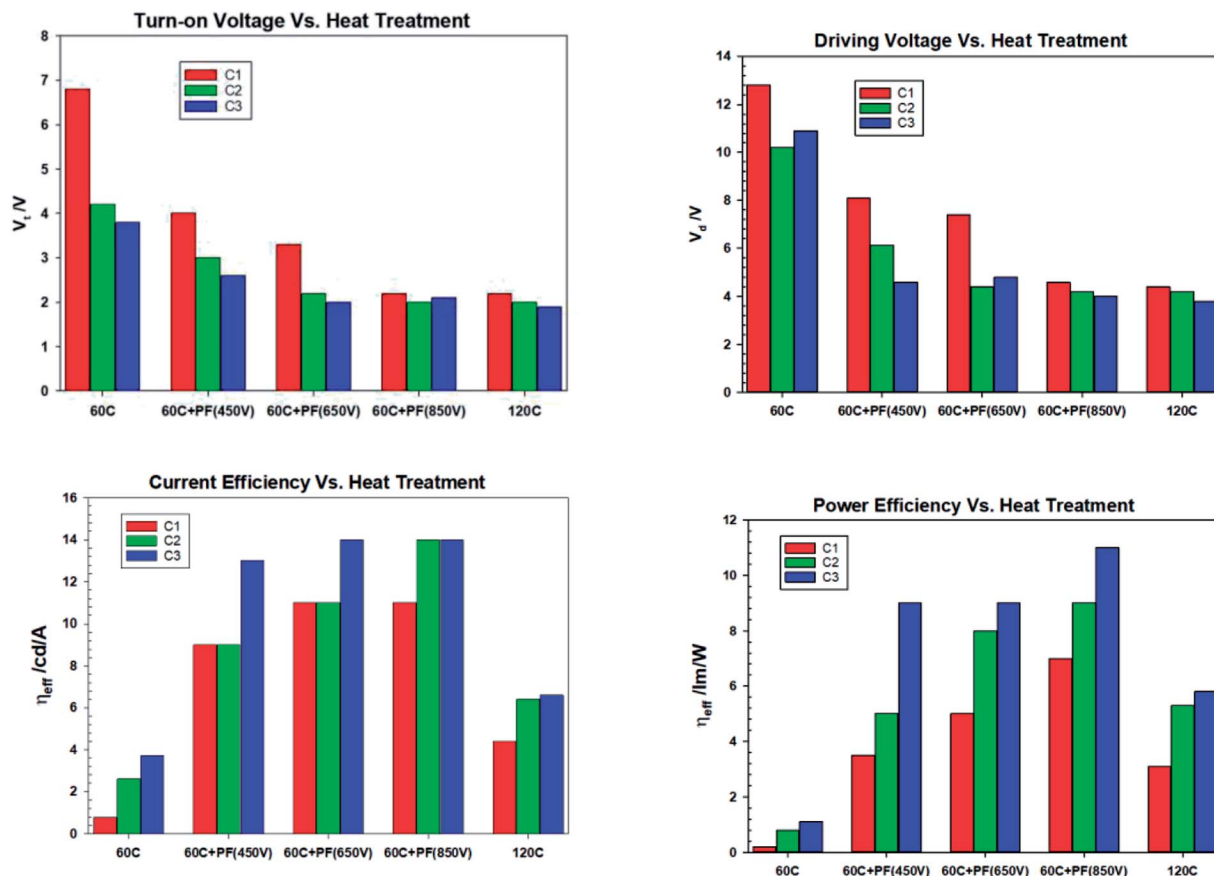 Turn-on Voltage Vs. Heat Treatment
8
7
6
5
4
3
2
1
0
Vt /V
C1
C2
C3
60C
60C+PF(450V)
60C+PF(650V)
60C+PF(850V)
120C
Driving Voltage Vs. Heat Treatment
14
12
10
8
6
4
2
0
Vd /V
C1
C2
C3
60C
60C+PF(450V)
60C+PF(650V)
60C+PF(850V)
120C
Current Efficiency Vs. Heat Treatment
16
14
12
10
8
6
4
2
0
ηeff /cd/A
C1
C2
C3
60C
60C+PF(450V)
60C+PF(650V)
60C+PF(850V)
120C
Power Efficiency Vs. Heat Treatment
12
10
8
6
4
2
0
ηeff /lm/W
C1
C2
C3
60C
60C+PF(450V)
60C+PF(650V)
60C+PF(850V)
120C